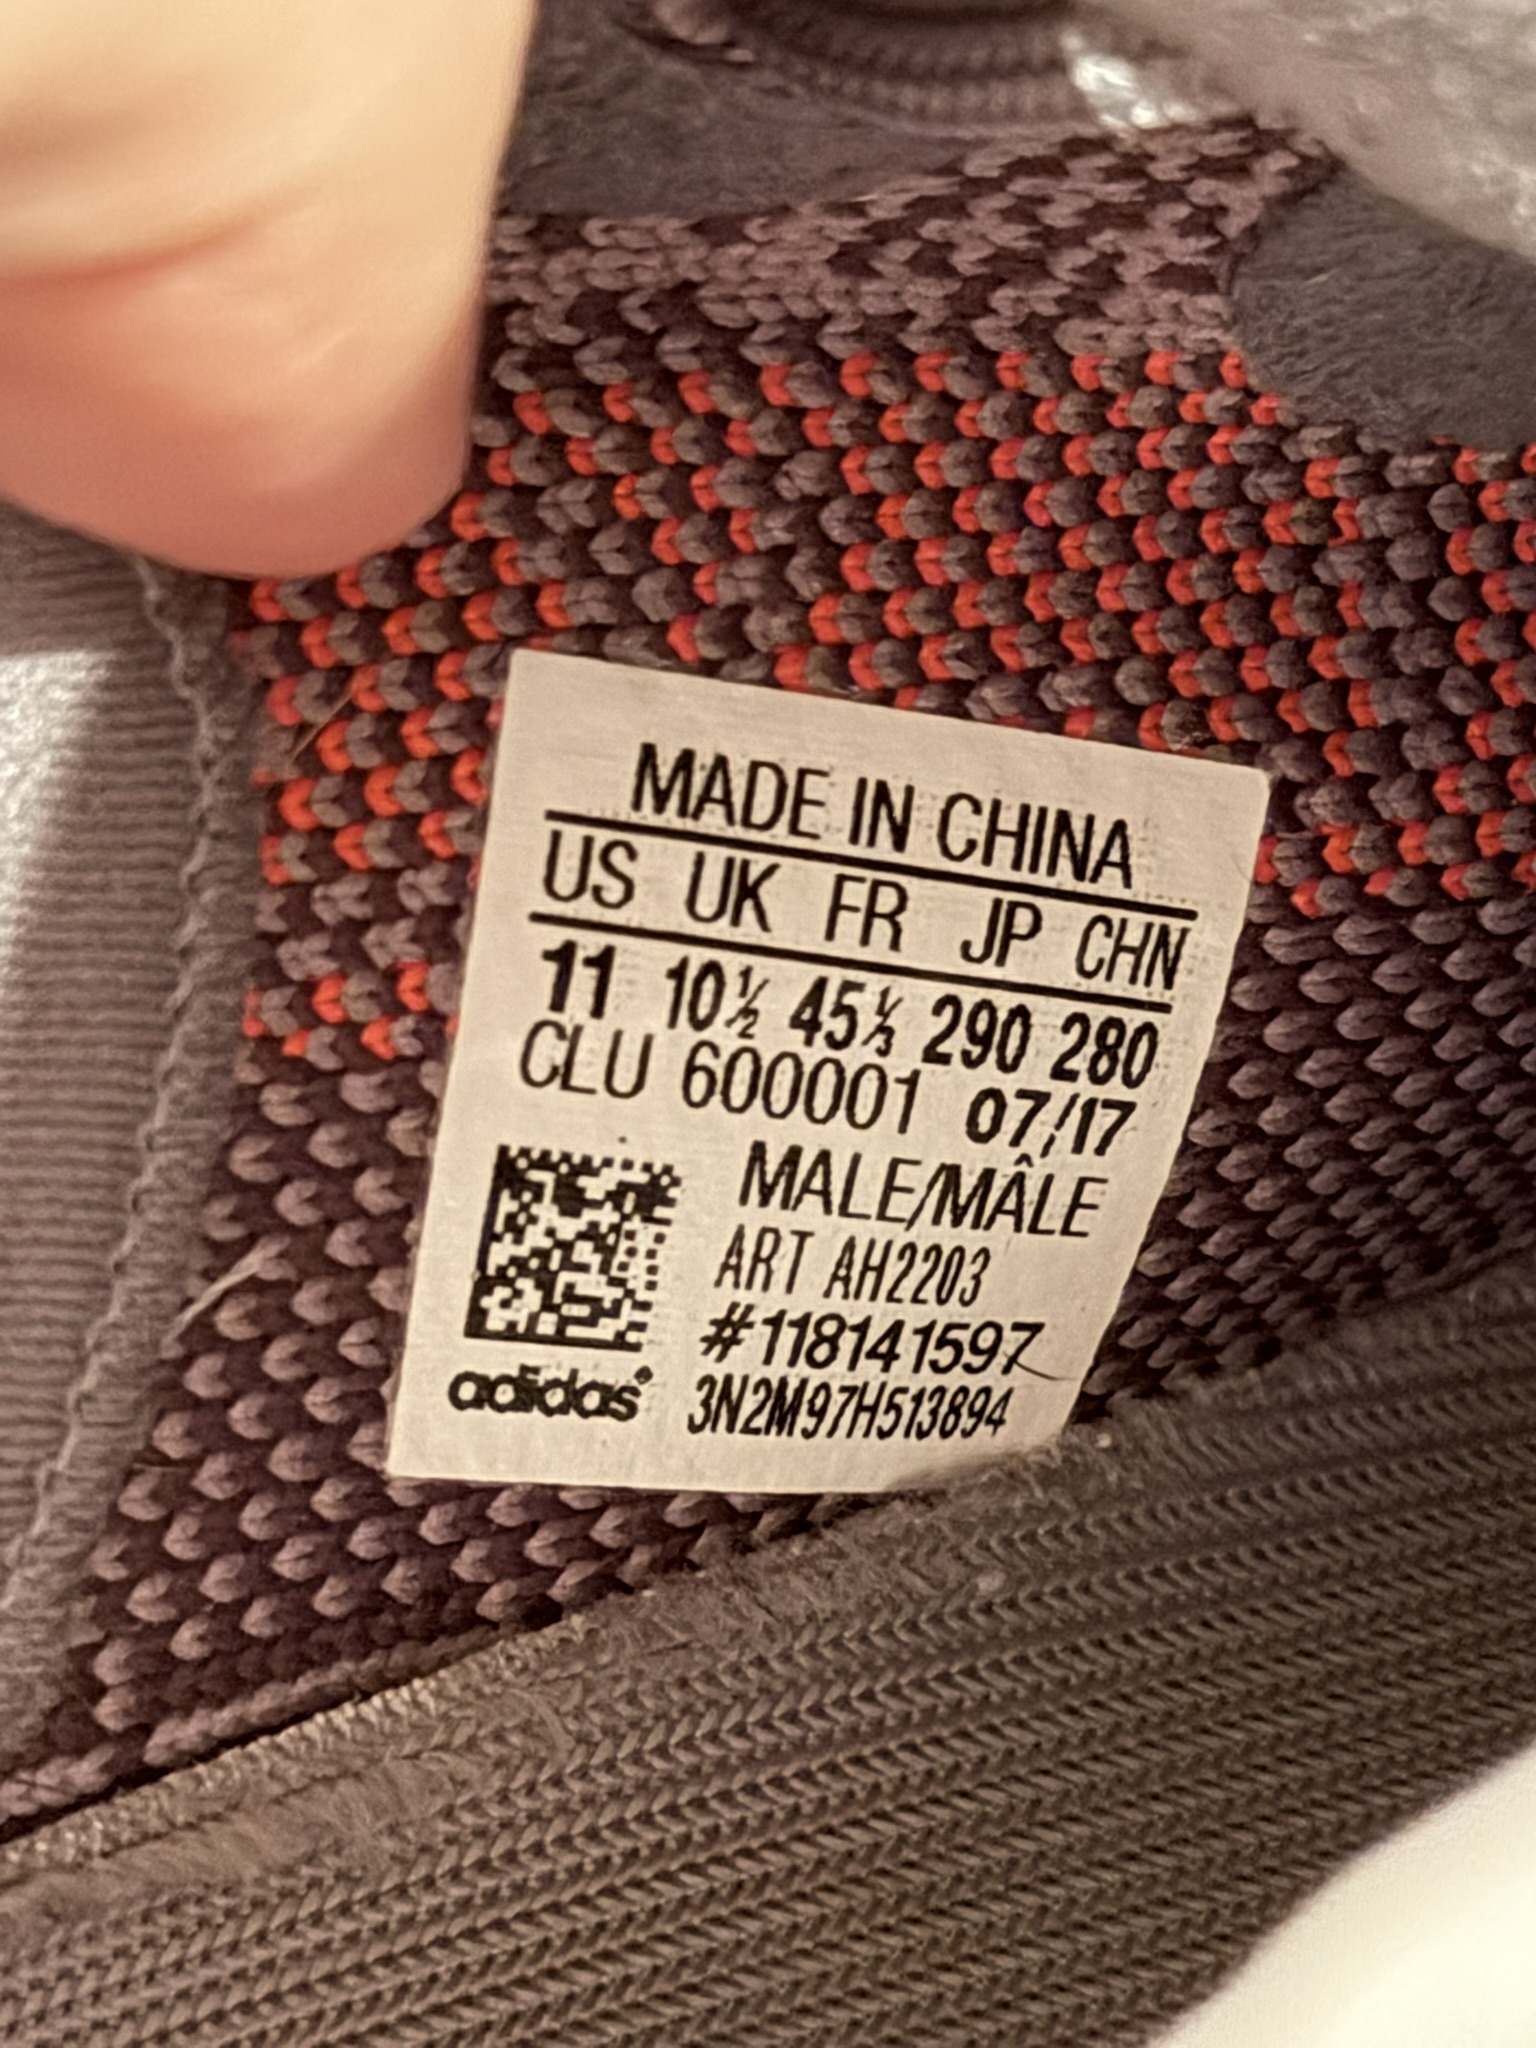 MADE IN CHINA
US UK FR JP CHN
11 10½ 45⅓ 290 280
CLU 600001 07/17
MALE/MÂLE
ART AH2203
#118141597
adidas 3N2M97H513894